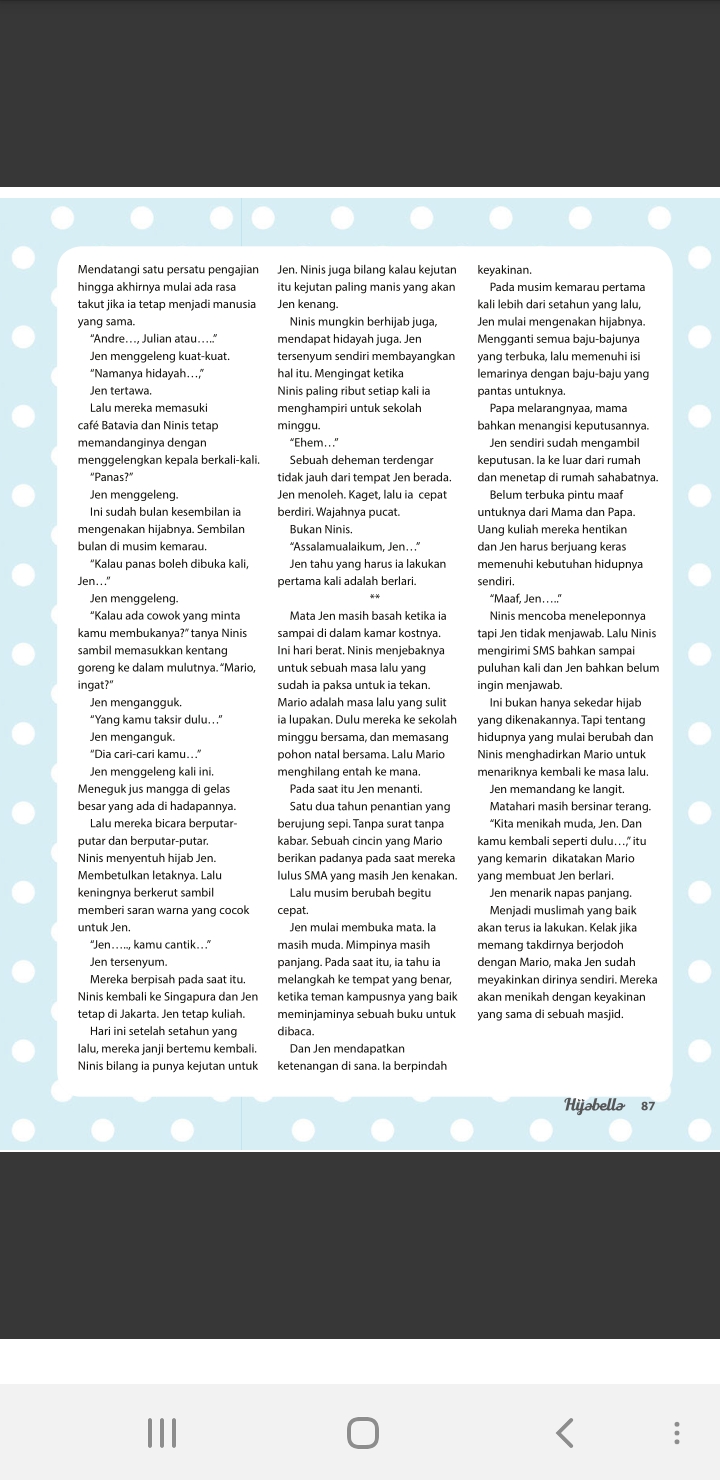 Mendatangi satu persatu pengajian
hingga akhirnya mulai ada rasa
takut jika ia tetap menjadi manusia
yang sama.
“Andre…, Julian atau…..”
Jen menggeleng kuat-kuat.
“Namanya hidayah…,”
Jen tertawa.
Lalu mereka memasuki
café Batavia dan Ninis tetap
memandanginya dengan
menggelengkan kepala berkali-kali.
“Panas?”
Jen menggeleng.
Ini sudah bulan kesembilan ia
mengenakan hijabnya. Sembilan
bulan di musim kemarau.
“Kalau panas boleh dibuka kali,
Jen…”
Jen menggeleng.
“Kalau ada cowok yang minta
kamu membukanya?” tanya Ninis
sambil memasukkan kentang
goreng ke dalam mulutnya. “Mario,
ingat?”
Jen mengangguk.
“Yang kamu taksir dulu…”
Jen menganguk.
“Dia cari-cari kamu…”
Jen menggeleng kali ini.
Meneguk jus mangga di gelas
besar yang ada di hadapannya.
Lalu mereka bicara berputar-
putar dan berputar-putar.
Ninis menyentuh hijab Jen.
Membetulkan letaknya. Lalu
keningnya berkerut sambil
memberi saran warna yang cocok
untuk Jen.
“Jen….., kamu cantik…”
Jen tersenyum.
Mereka berpisah pada saat itu.
Ninis kembali ke Singapura dan Jen
tetap di Jakarta. Jen tetap kuliah.
Hari ini setelah setahun yang
lalu, mereka janji bertemu kembali.
Ninis bilang ia punya kejutan untuk
Jen. Ninis juga bilang kalau kejutan
itu kejutan paling manis yang akan
Jen kenang.
Ninis mungkin berhijab juga,
mendapat hidayah juga. Jen
tersenyum sendiri membayangkan
hal itu. Mengingat ketika
Ninis paling ribut setiap kali ia
menghampiri untuk sekolah
minggu.
“Ehem…”
Sebuah deheman terdengar
tidak jauh dari tempat Jen berada.
Jen menoleh. Kaget, lalu ia cepat
berdiri. Wajahnya pucat.
Bukan Ninis.
“Assalamualaikum, Jen…”
Jen tahu yang harus ia lakukan
pertama kali adalah berlari.
**
Mata Jen masih basah ketika ia
sampai di dalam kamar kostnya.
Ini hari berat. Ninis menjebaknya
untuk sebuah masa lalu yang
sudah ia paksa untuk ia tekan.
Mario adalah masa lalu yang sulit
ia lupakan. Dulu mereka ke sekolah
minggu bersama, dan memasang
pohon natal bersama. Lalu Mario
menghilang entah ke mana.
Pada saat itu Jen menanti.
Satu dua tahun penantian yang
berujung sepi. Tanpa surat tanpa
kabar. Sebuah cincin yang Mario
berikan padanya pada saat mereka
lulus SMA yang masih Jen kenakan.
Lalu musim berubah begitu
cepat.
Jen mulai membuka mata. Ia
masih muda. Mimpinya masih
panjang. Pada saat itu, ia tahu ia
melangkah ke tempat yang benar,
ketika teman kampusnya yang baik
meminjaminya sebuah buku untuk
dibaca.
Dan Jen mendapatkan
ketenangan di sana. Ia berpindah
keyakinan.
Pada musim kemarau pertama
kali lebih dari setahun yang lalu,
Jen mulai mengenakan hijabnya.
Mengganti semua baju-bajunya
yang terbuka, lalu memenuhi isi
lemarinya dengan baju-baju yang
pantas untuknya.
Papa melarangnyaa, mama
bahkan menangisi keputusannya.
Jen sendiri sudah mengambil
keputusan. Ia ke luar dari rumah
dan menetap di rumah sahabatnya.
Belum terbuka pintu maaf
untuknya dari Mama dan Papa.
Uang kuliah mereka hentikan
dan Jen harus berjuang keras
memenuhi kebutuhan hidupnya
sendiri.
“Maaf, Jen…..”
Ninis mencoba meneleponnya
tapi Jen tidak menjawab. Lalu Ninis
mengirimi SMS bahkan sampai
puluhan kali dan Jen bahkan belum
ingin menjawab.
Ini bukan hanya sekedar hijab
yang dikenakannya. Tapi tentang
hidupnya yang mulai berubah dan
Ninis menghadirkan Mario untuk
menariknya kembali ke masa lalu.
Jen memandang ke langit.
Matahari masih bersinar terang.
“Kita menikah muda, Jen. Dan
kamu kembali seperti dulu…,” itu
yang kemarin dikatakan Mario
yang membuat Jen berlari.
Jen menarik napas panjang.
Menjadi muslimah yang baik
akan terus ia lakukan. Kelak jika
memang takdirnya berjodoh
dengan Mario, maka Jen sudah
meyakinkan dirinya sendiri. Mereka
akan menikah dengan keyakinan
yang sama di sebuah masjid.
Hijabella 87